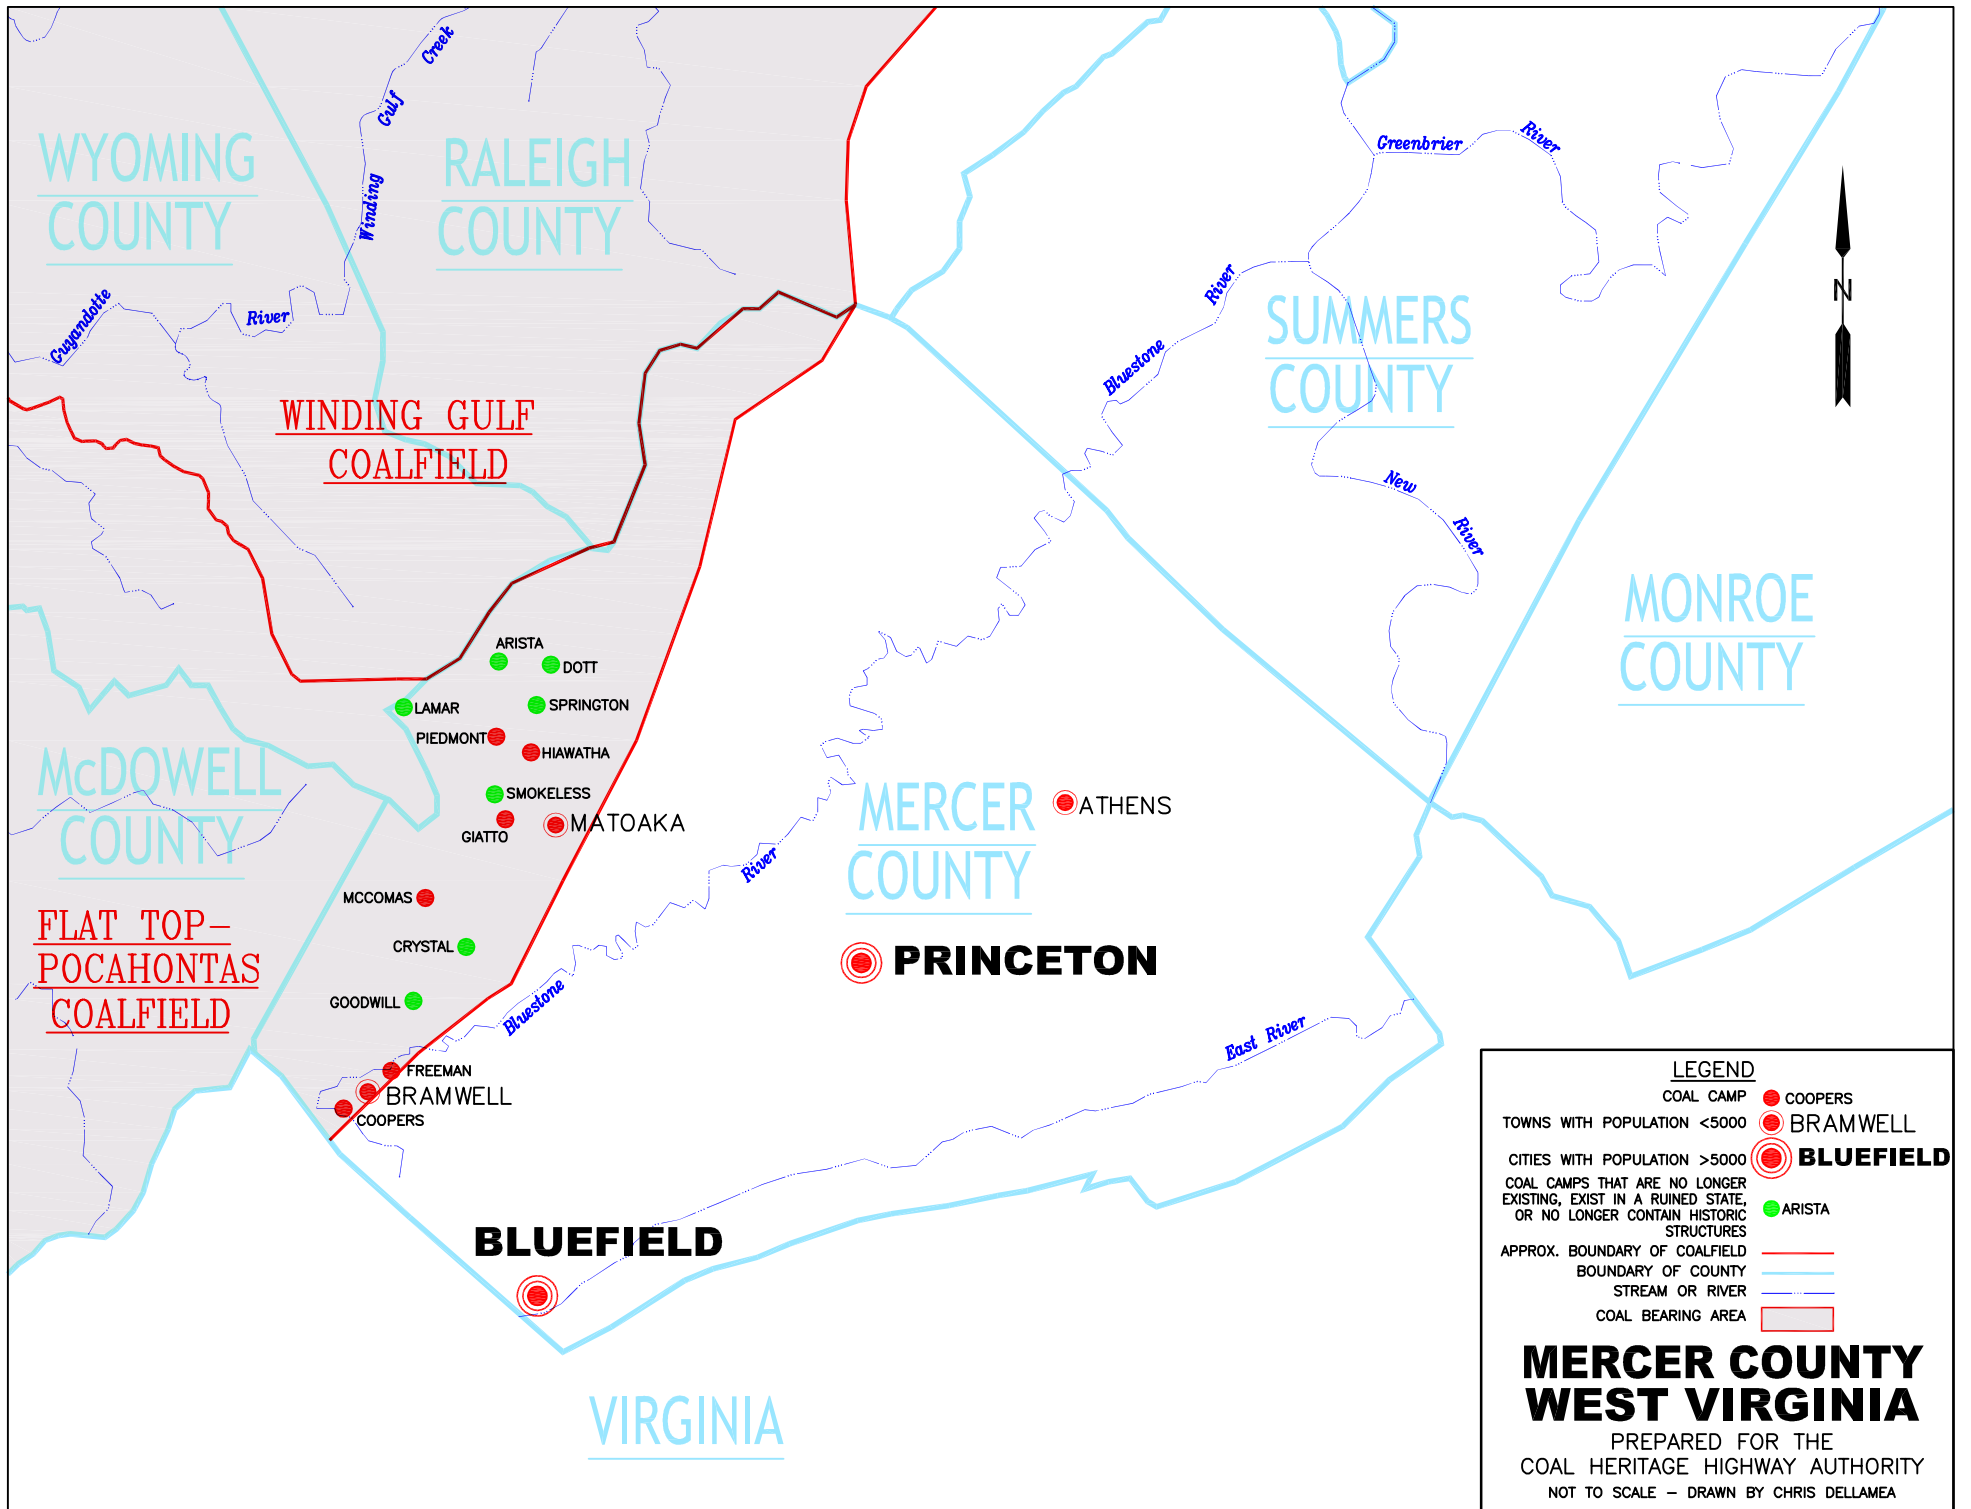 Creek
Gulf
Winding
WYOMING
COUNTY
RALEIGH
COUNTY
Greenbrier
River
Guyandotte
River
River
Bluestone
SUMMERS
COUNTY
N
WINDING GULF
COALFIELD
New
River
MONROE
COUNTY
ARISTA
DOTT
LAMAR
SPRINGTON
PIEDMONT
HIAWATHA
McDOWELL
COUNTY
SMOKELESS
GIATTO
MATOAKA
MERCER
COUNTY
ATHENS
River
MCCOMAS
FLAT TOP-
POCAHONTAS
COALFIELD
CRYSTAL
PRINCETON
GOODWILL
Bluestone
East River
FREEMAN
BRAMWELL
COOPERS
BLUEFIELD
VIRGINIA
LEGEND
COAL CAMP COOPERS
TOWNS WITH POPULATION <5000 BRAMWELL
CITIES WITH POPULATION >5000 BLUEFIELD
COAL CAMPS THAT ARE NO LONGER
EXISTING, EXIST IN A RUINED STATE,
OR NO LONGER CONTAIN HISTORIC
STRUCTURES
ARISTA
APPROX. BOUNDARY OF COALFIELD
BOUNDARY OF COUNTY
STREAM OR RIVER
COAL BEARING AREA
MERCER COUNTY
WEST VIRGINIA
PREPARED FOR THE
COAL HERITAGE HIGHWAY AUTHORITY
NOT TO SCALE - DRAWN BY CHRIS DELLAMEA